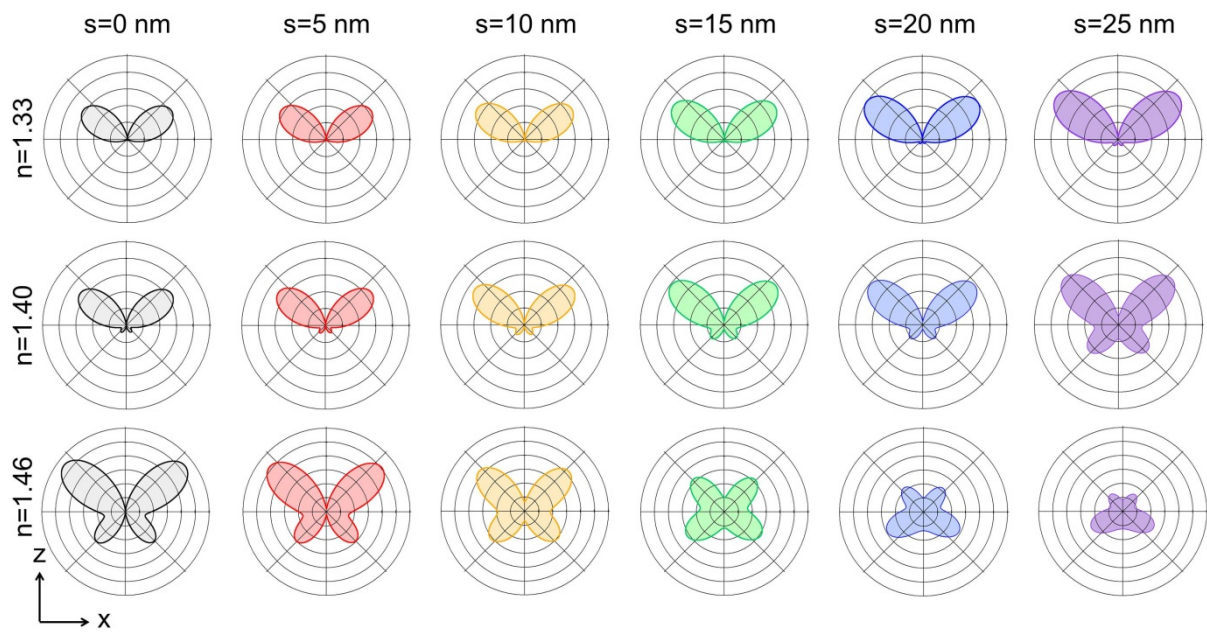 s=0 nm s=5 nm s=10 nm s=15 nm s=20 nm s=25 nm
n=1.33
n=1.40
n=1.46
z
x